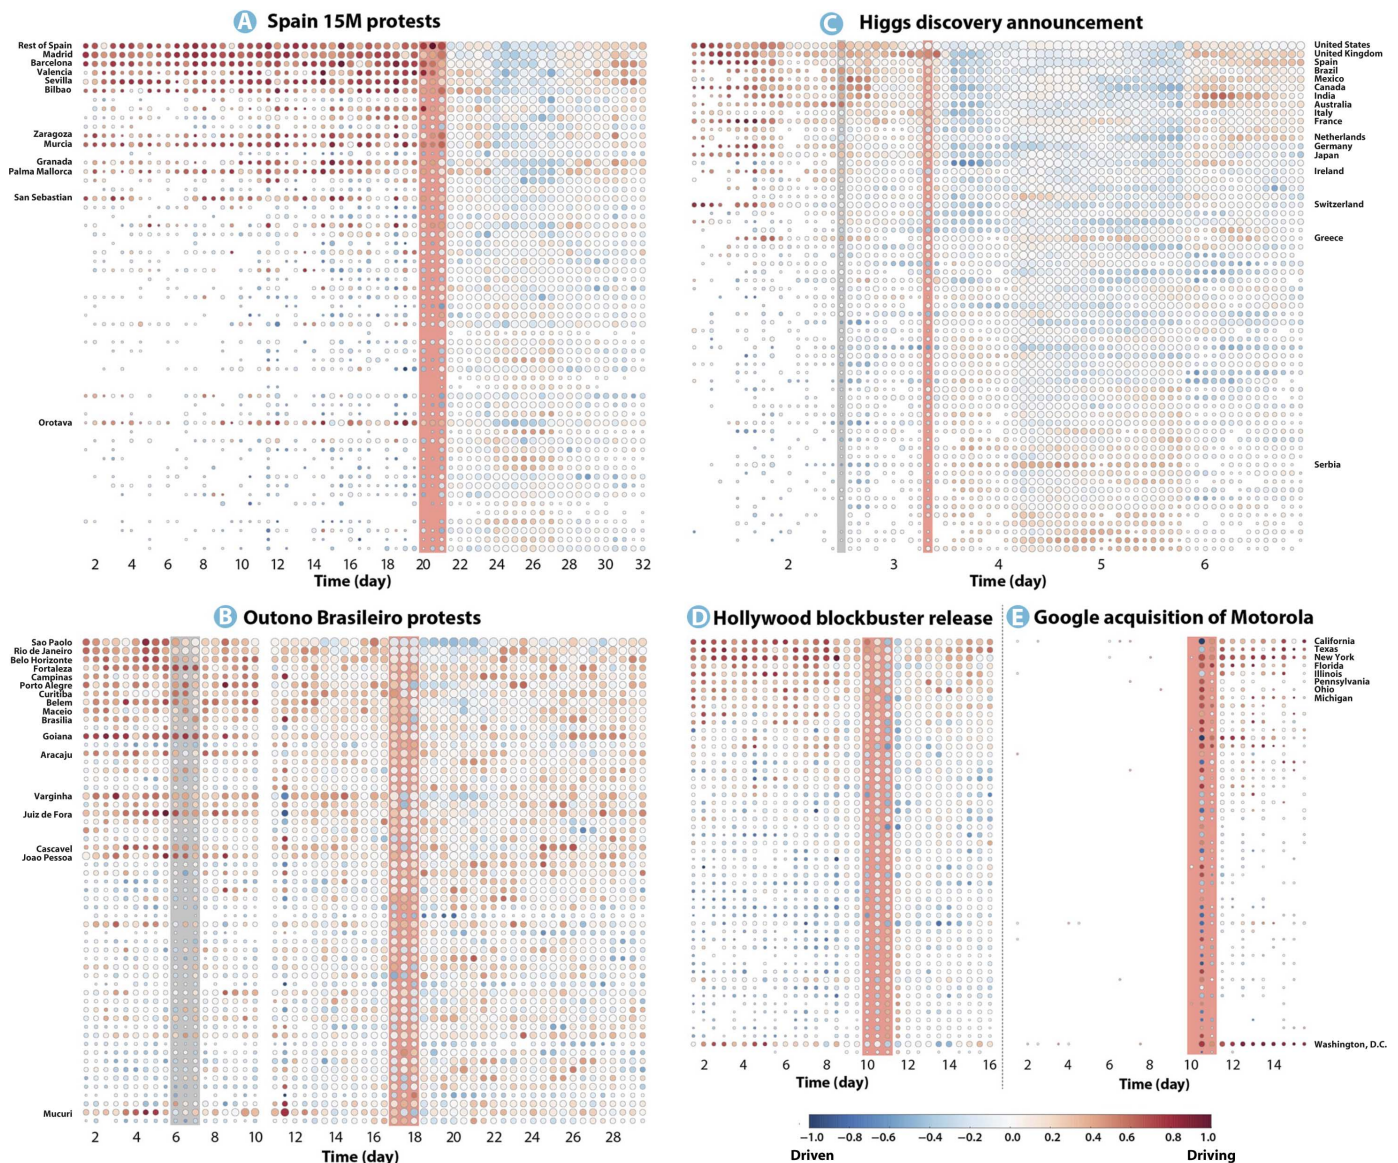 A Spain 15M protests
Rest of Spain
Madrid
Barcelona
Valencia
Sevilla
Bilbao
Zaragoza
Murcia
Granada
Palma Mallorca
San Sebastian
Orotava
2 4 6 8 10 12 14 16 18 20 22 24 26 28 30 32
Time (day)
C Higgs discovery announcement
United States
United Kingdom
Spain
Brazil
Mexico
Canada
India
Australia
Italy
France
Netherlands
Germany
Japan
Ireland
Switzerland
Greece
Serbia
2 3 4 5 6
Time (day)
B Outono Brasileiro protests
Sao Paolo
Rio de Janeiro
Belo Horizonte
Fortaleza
Campinas
Porto Alegre
Curitiba
Belem
Maceio
Brasilia
Goiana
Aracaju
Varginha
Juiz de Fora
Cascavel
Joao Pessoa
Mucuri
2 4 6 8 10 12 14 16 18 20 22 24 26 28
Time (day)
D Hollywood blockbuster release
2 4 6 8 10 12 14 16
Time (day)
E Google acquisition of Motorola
California
Texas
New York
Florida
Illinois
Pennsylvania
Ohio
Michigan
Washington, D.C.
2 4 6 8 10 12 14
Time (day)
−1.0 −0.8 −0.6 −0.4 −0.2 0.0 0.2 0.4 0.6 0.8 1.0
Driven Driving